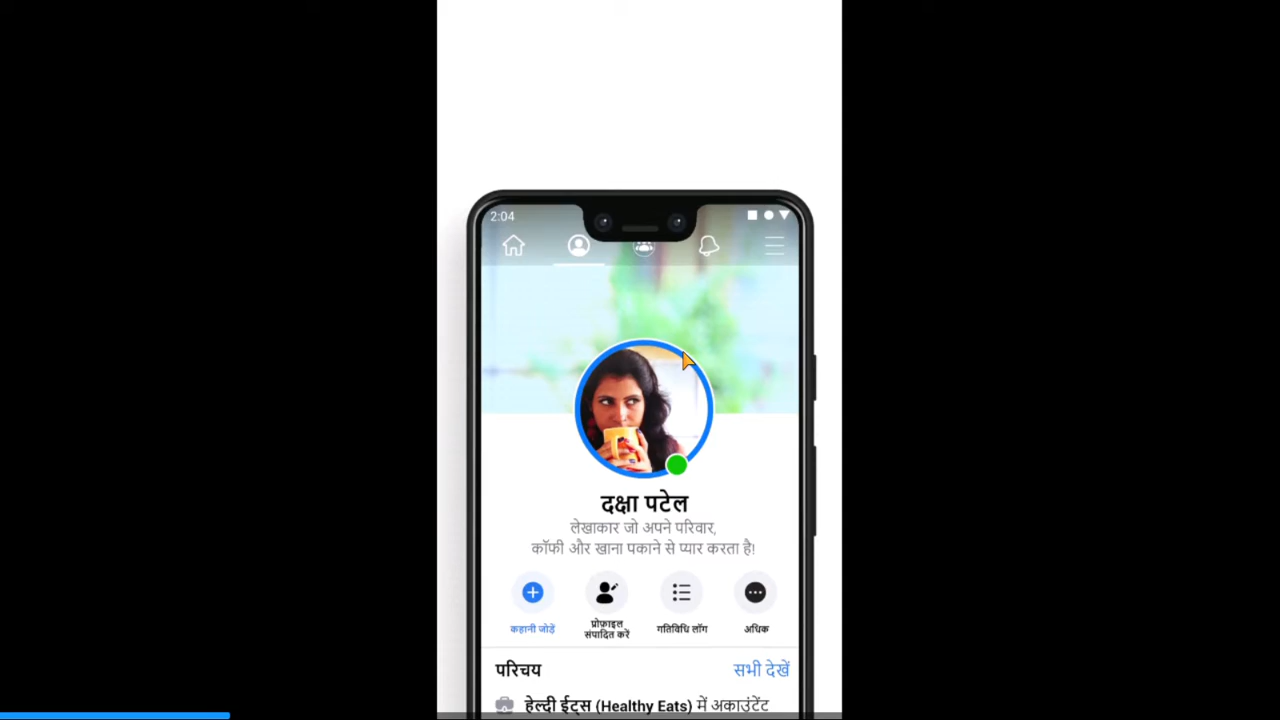 2:04
दक्षा पटेल
लेखाकार जो अपने परिवार,
कॉफी और खाना पकाने से प्यार करता है!
कहानी जोड़ें
प्रोफ़ाइल
संपादित करें
गतिविधि लॉग
अधिक
परिचय सभी देखें
हेल्दी ईट्स (Healthy Eats) में अकाउंटेंट